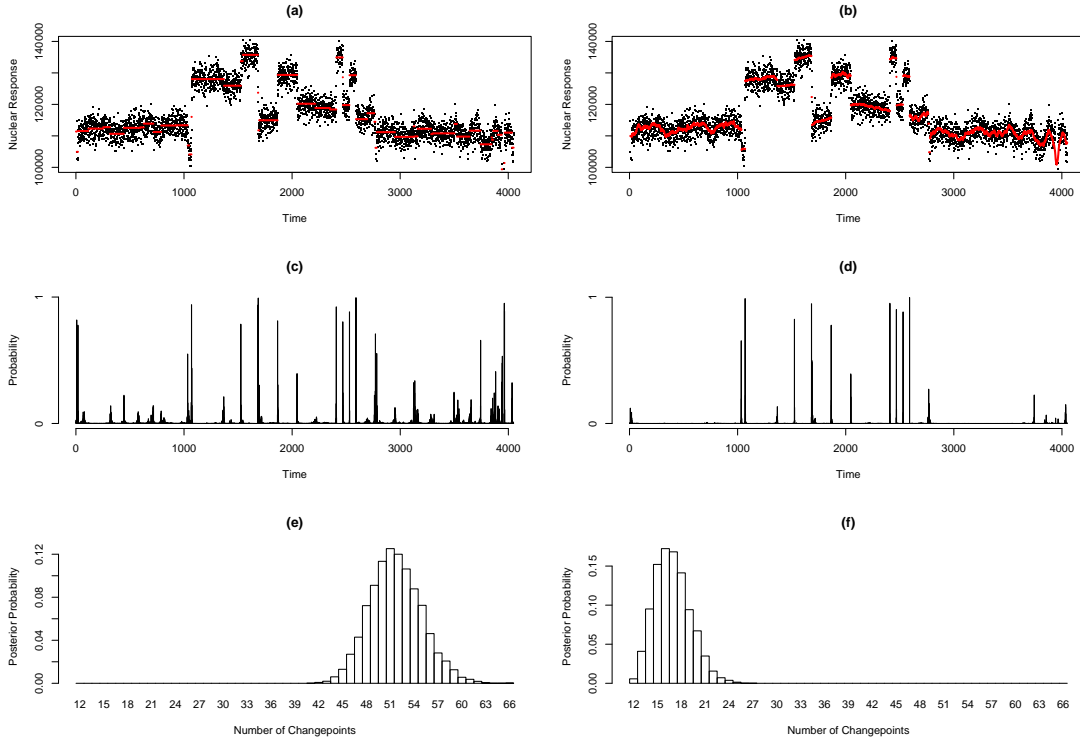 (a)
Nuclear Response
100000 120000 140000
0 1000 2000 3000 4000
Time
(b)
Nuclear Response
100000 120000 140000
0 1000 2000 3000 4000
Time
(c)
Probability
0 1
0 1000 2000 3000 4000
Time
(d)
Probability
0 1
0 1000 2000 3000 4000
Time
(e)
Posterior Probability
0.00 0.04 0.08 0.12
12 15 18 21 24 27 30 33 36 39 42 45 48 51 54 57 60 63 66
Number of Changepoints
(f)
Posterior Probability
0.00 0.05 0.10 0.15
12 15 18 21 24 27 30 33 36 39 42 45 48 51 54 57 60 63 66
Number of Changepoints